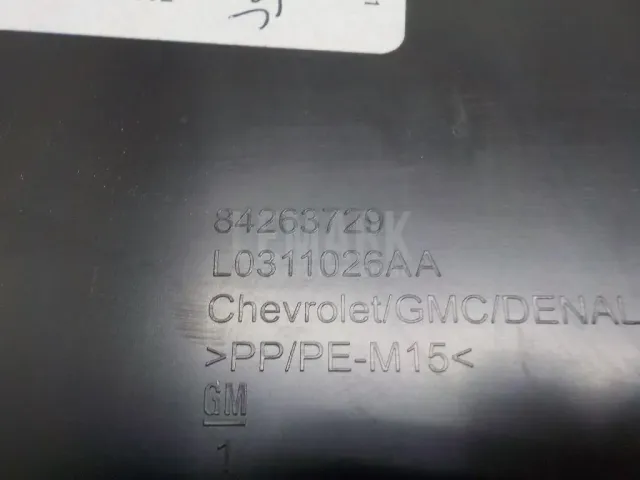 84263729
L0311026AA
Chevrolet/GMC/DENAL
>PP/PE-M15<
GM
1